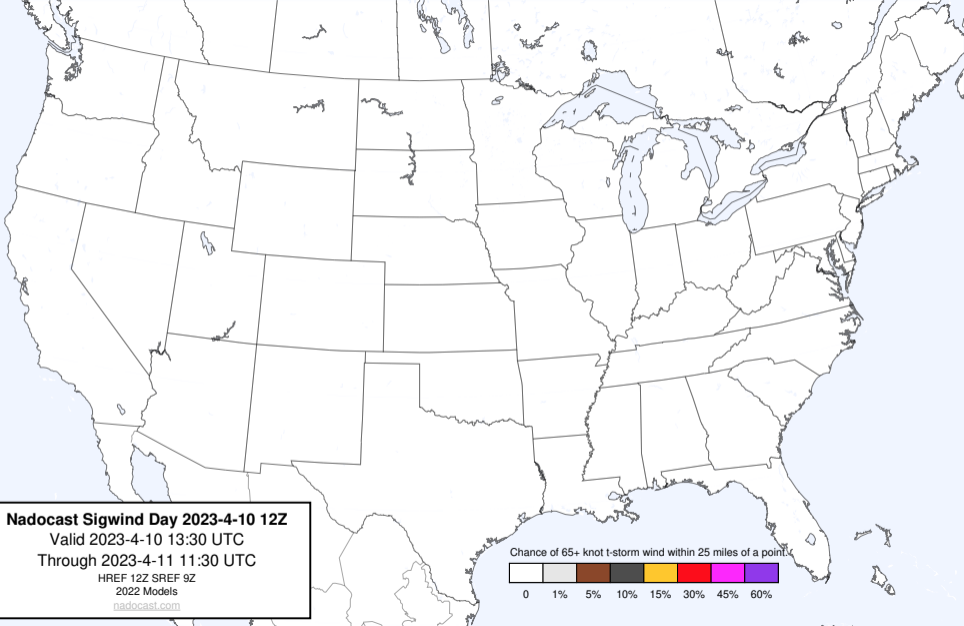 Nadocast Sigwind Day 2023-4-10 12Z
Valid 2023-4-10 13:30 UTC
Through 2023-4-11 11:30 UTC
HREF 12Z SREF 9Z
2022 Models
nadocast.com
Chance of 65+ knot t-storm wind within 25 miles of a point.
0 1% 5% 10% 15% 30% 45% 60%